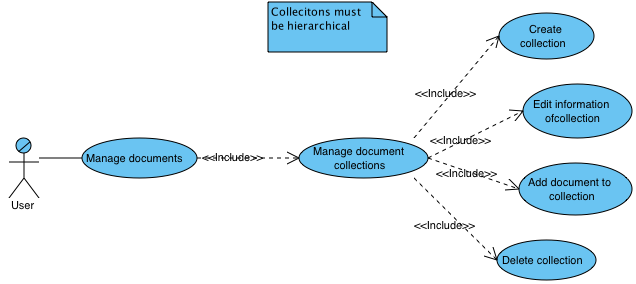 Collecitons must
be hierarchical
Create
collection
<<Include>>
Edit information
ofcollection
<<Include>>
User
Manage documents
<<Include>>
Manage document
collections
<<Include>>
Add document to
collection
<<Include>>
Delete collection